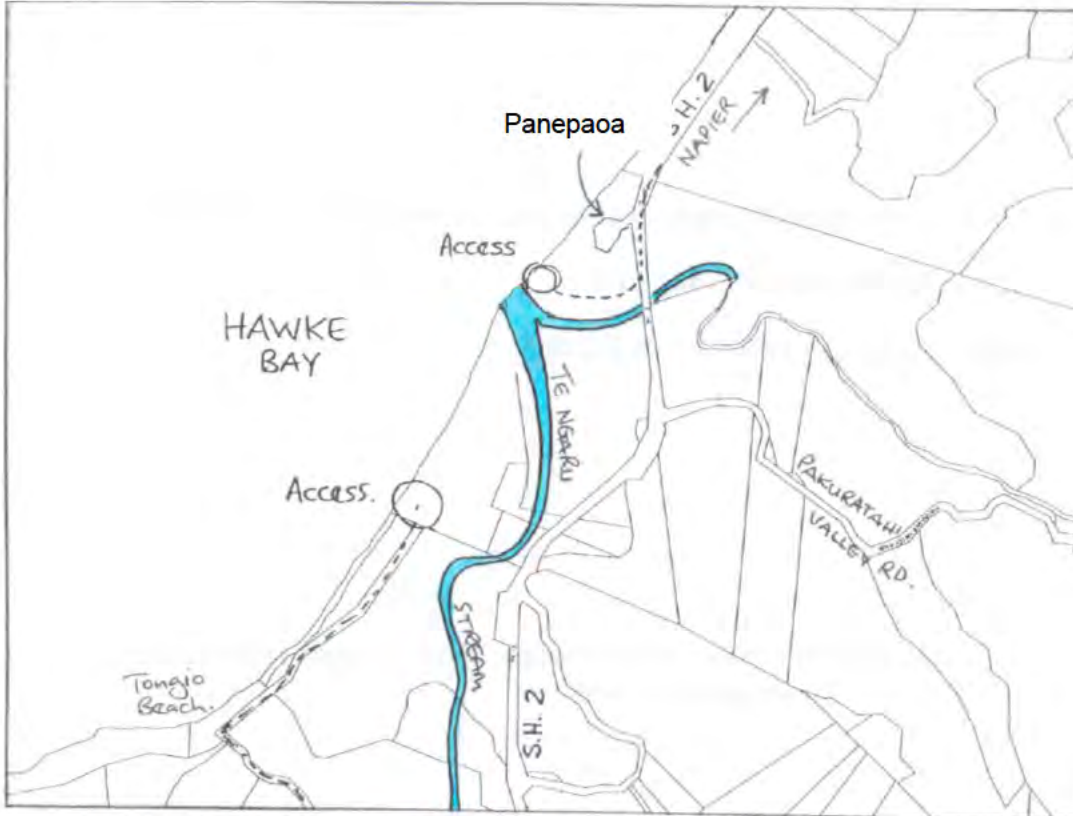 Panepaoa
H. 2
NAPIER
Access
HAWKE
BAY
TE NGARU
Access.
PAKURATAHI
VALLEY RD.
STREAM
Tongio
Beach.
S.H. 2